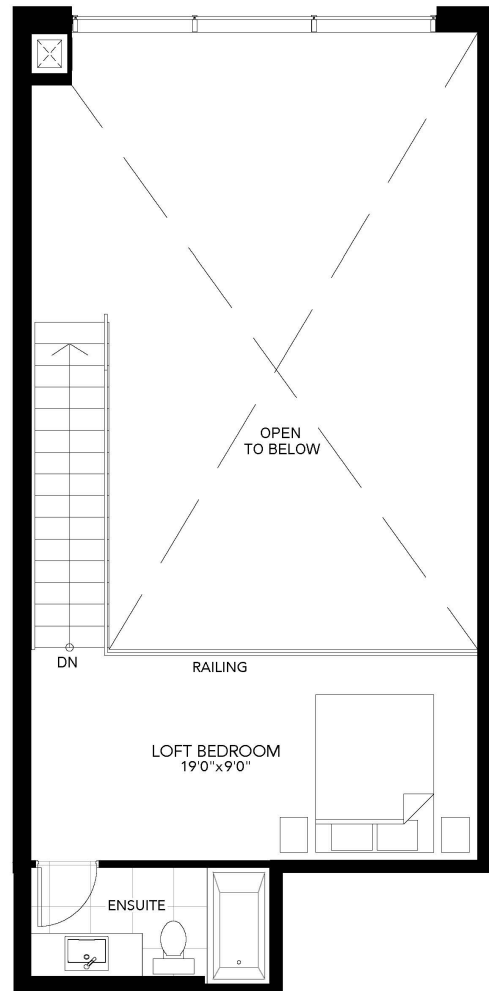 OPEN
TO BELOW
DN
RAILING
LOFT BEDROOM
19'0"x9'0"
ENSUITE